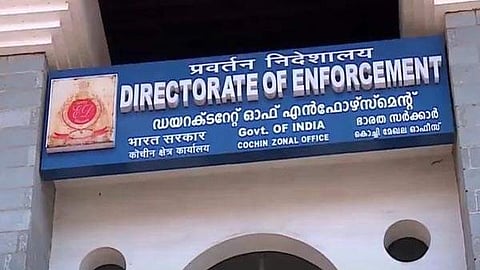 प्रवर्तन निदेशालय
DIRECTORATE OF ENFORCEMENT
ഡയറക്ടറേറ്റ് ഓഫ് എൻഫോഴ്സ്മെന്റ്
भारत सरकार Govt. OF INDIA ഭാരത സർക്കാർ
कोचीन क्षेत्र कार्यालय COCHIN ZONAL OFFICE കൊച്ചി മേഖല ഓഫീസ്